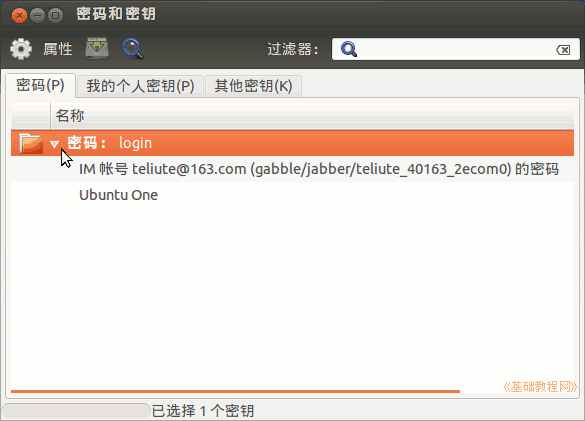 密码和密钥
属性 过滤器：
密码(P) 我的个人密钥(P) 其他密钥(K)
名称
密码： login
IM 帐号 teliute@163.com (gabble/jabber/teliute_40163_2ecom0) 的密码
Ubuntu One
《基础教程网》
已选择 1 个密钥